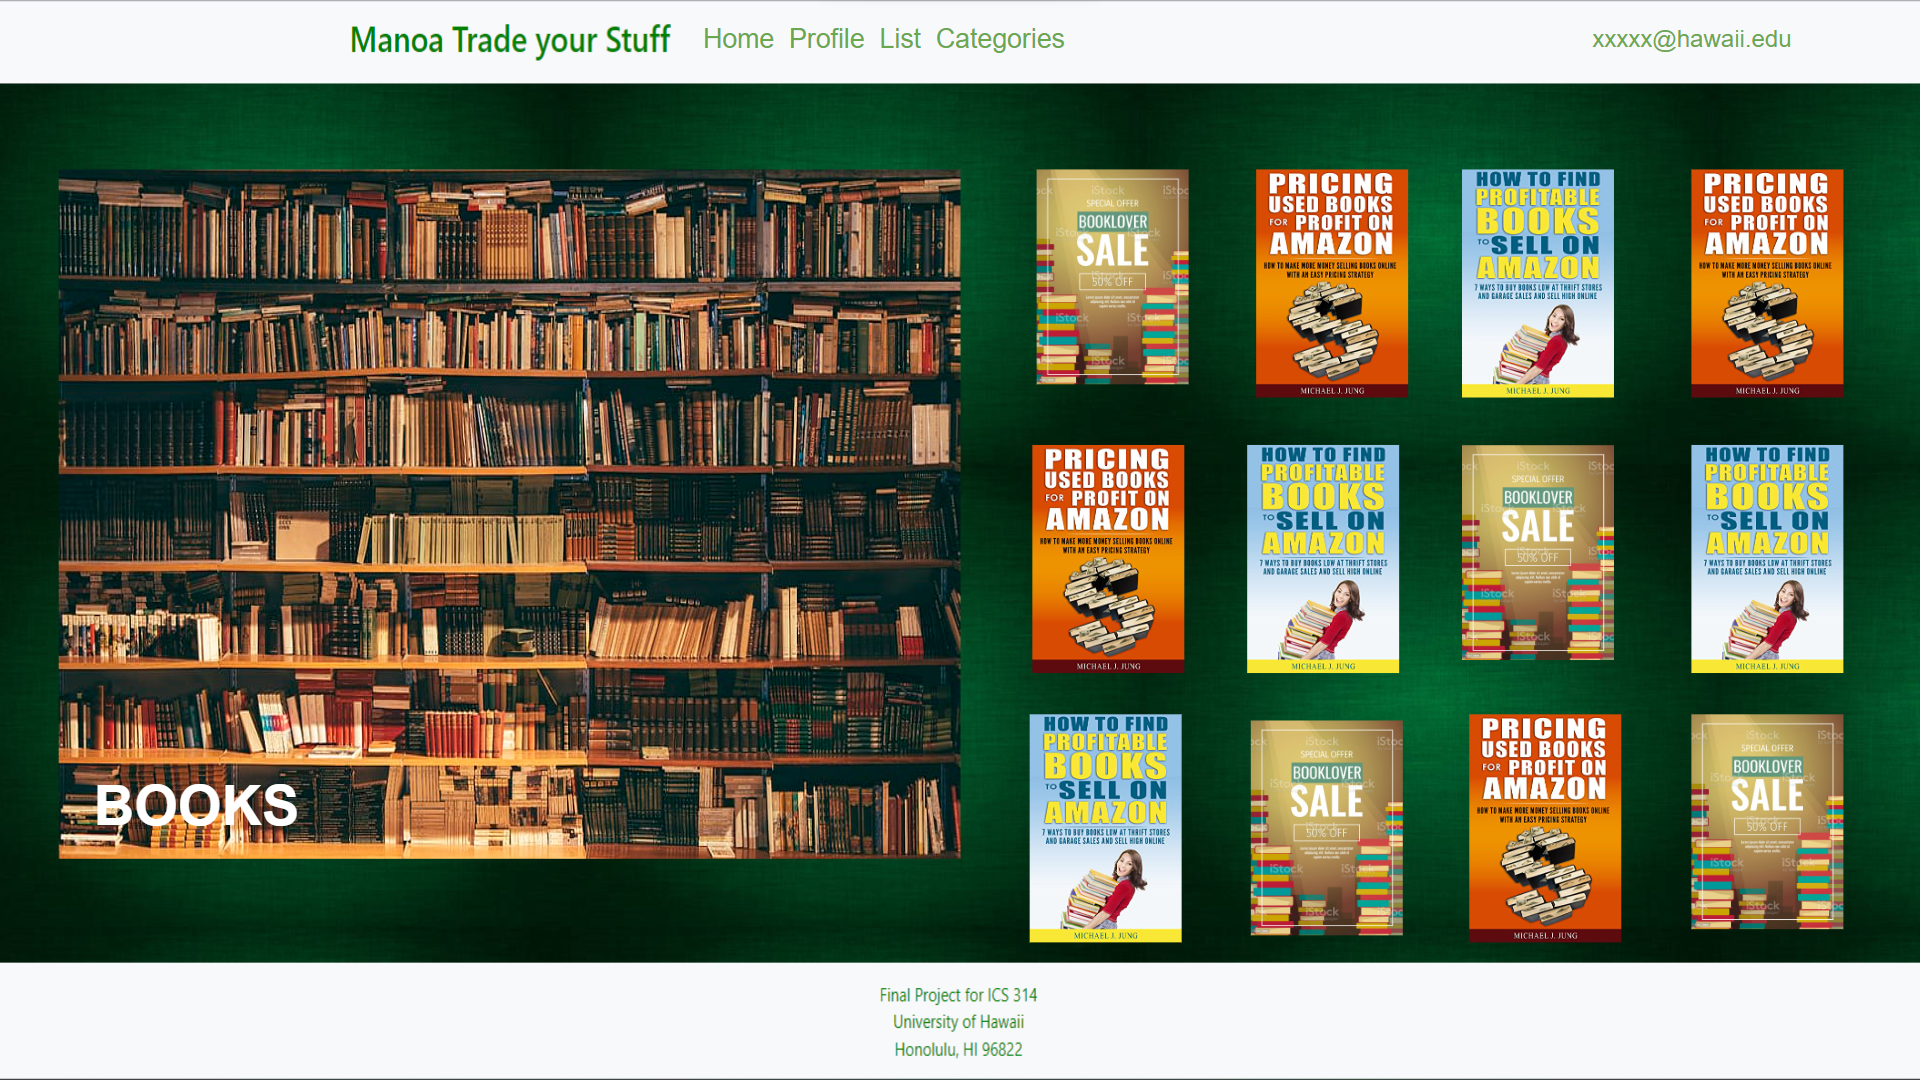 Manoa Trade your Stuff
Home Profile List Categories
xxxxx@hawaii.edu
BOOKS
iStock
SPECIAL OFFER
BOOKLOVER
SALE
50% OFF
PRICING
USED BOOKS
FOR PROFIT ON
AMAZON
HOW TO MAKE MORE MONEY SELLING BOOKS ONLINE
WITH AN EASY PRICING STRATEGY
MICHAEL J. JUNG
HOW TO FIND
PROFITABLE
BOOKS
TO SELL ON
AMAZON
7 WAYS TO BUY BOOKS LOW AT THRIFT STORES
AND GARAGE SALES AND SELL HIGH ONLINE
MICHAEL J. JUNG
PRICING
USED BOOKS
FOR PROFIT ON
AMAZON
HOW TO MAKE MORE MONEY SELLING BOOKS ONLINE
WITH AN EASY PRICING STRATEGY
MICHAEL J. JUNG
PRICING
USED BOOKS
FOR PROFIT ON
AMAZON
HOW TO MAKE MORE MONEY SELLING BOOKS ONLINE
WITH AN EASY PRICING STRATEGY
MICHAEL J. JUNG
HOW TO FIND
PROFITABLE
BOOKS
TO SELL ON
AMAZON
7 WAYS TO BUY BOOKS LOW AT THRIFT STORES
AND GARAGE SALES AND SELL HIGH ONLINE
MICHAEL J. JUNG
iStock
SPECIAL OFFER
BOOKLOVER
SALE
50% OFF
HOW TO FIND
PROFITABLE
BOOKS
TO SELL ON
AMAZON
7 WAYS TO BUY BOOKS LOW AT THRIFT STORES
AND GARAGE SALES AND SELL HIGH ONLINE
MICHAEL J. JUNG
HOW TO FIND
PROFITABLE
BOOKS
TO SELL ON
AMAZON
7 WAYS TO BUY BOOKS LOW AT THRIFT STORES
AND GARAGE SALES AND SELL HIGH ONLINE
MICHAEL J. JUNG
iStock
SPECIAL OFFER
BOOKLOVER
SALE
50% OFF
PRICING
USED BOOKS
FOR PROFIT ON
AMAZON
HOW TO MAKE MORE MONEY SELLING BOOKS ONLINE
WITH AN EASY PRICING STRATEGY
MICHAEL J. JUNG
iStock
SPECIAL OFFER
BOOKLOVER
SALE
50% OFF
Final Project for ICS 314
University of Hawaii
Honolulu, HI 96822